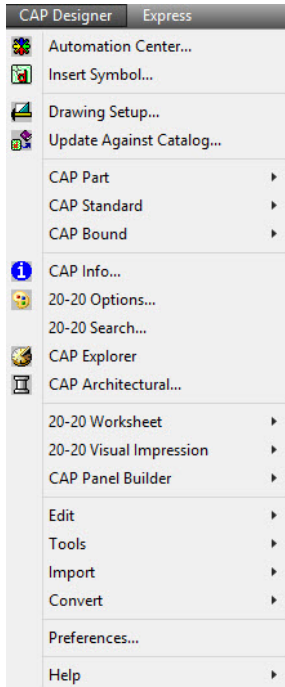 CAP Designer Express
Automation Center...
Insert Symbol...
Drawing Setup...
Update Against Catalog...
CAP Part
CAP Standard
CAP Bound
CAP Info...
20-20 Options...
20-20 Search...
CAP Explorer
CAP Architectural...
20-20 Worksheet
20-20 Visual Impression
CAP Panel Builder
Edit
Tools
Import
Convert
Preferences...
Help